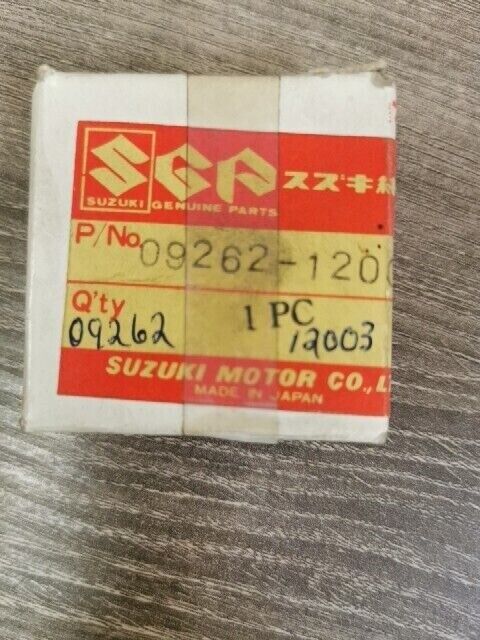 SGP スズキ純
SUZUKI GENUINE PARTS
P/No. 09262-1200
Q'ty 1 PC
09262 12003
SUZUKI MOTOR CO., L
MADE IN JAPAN